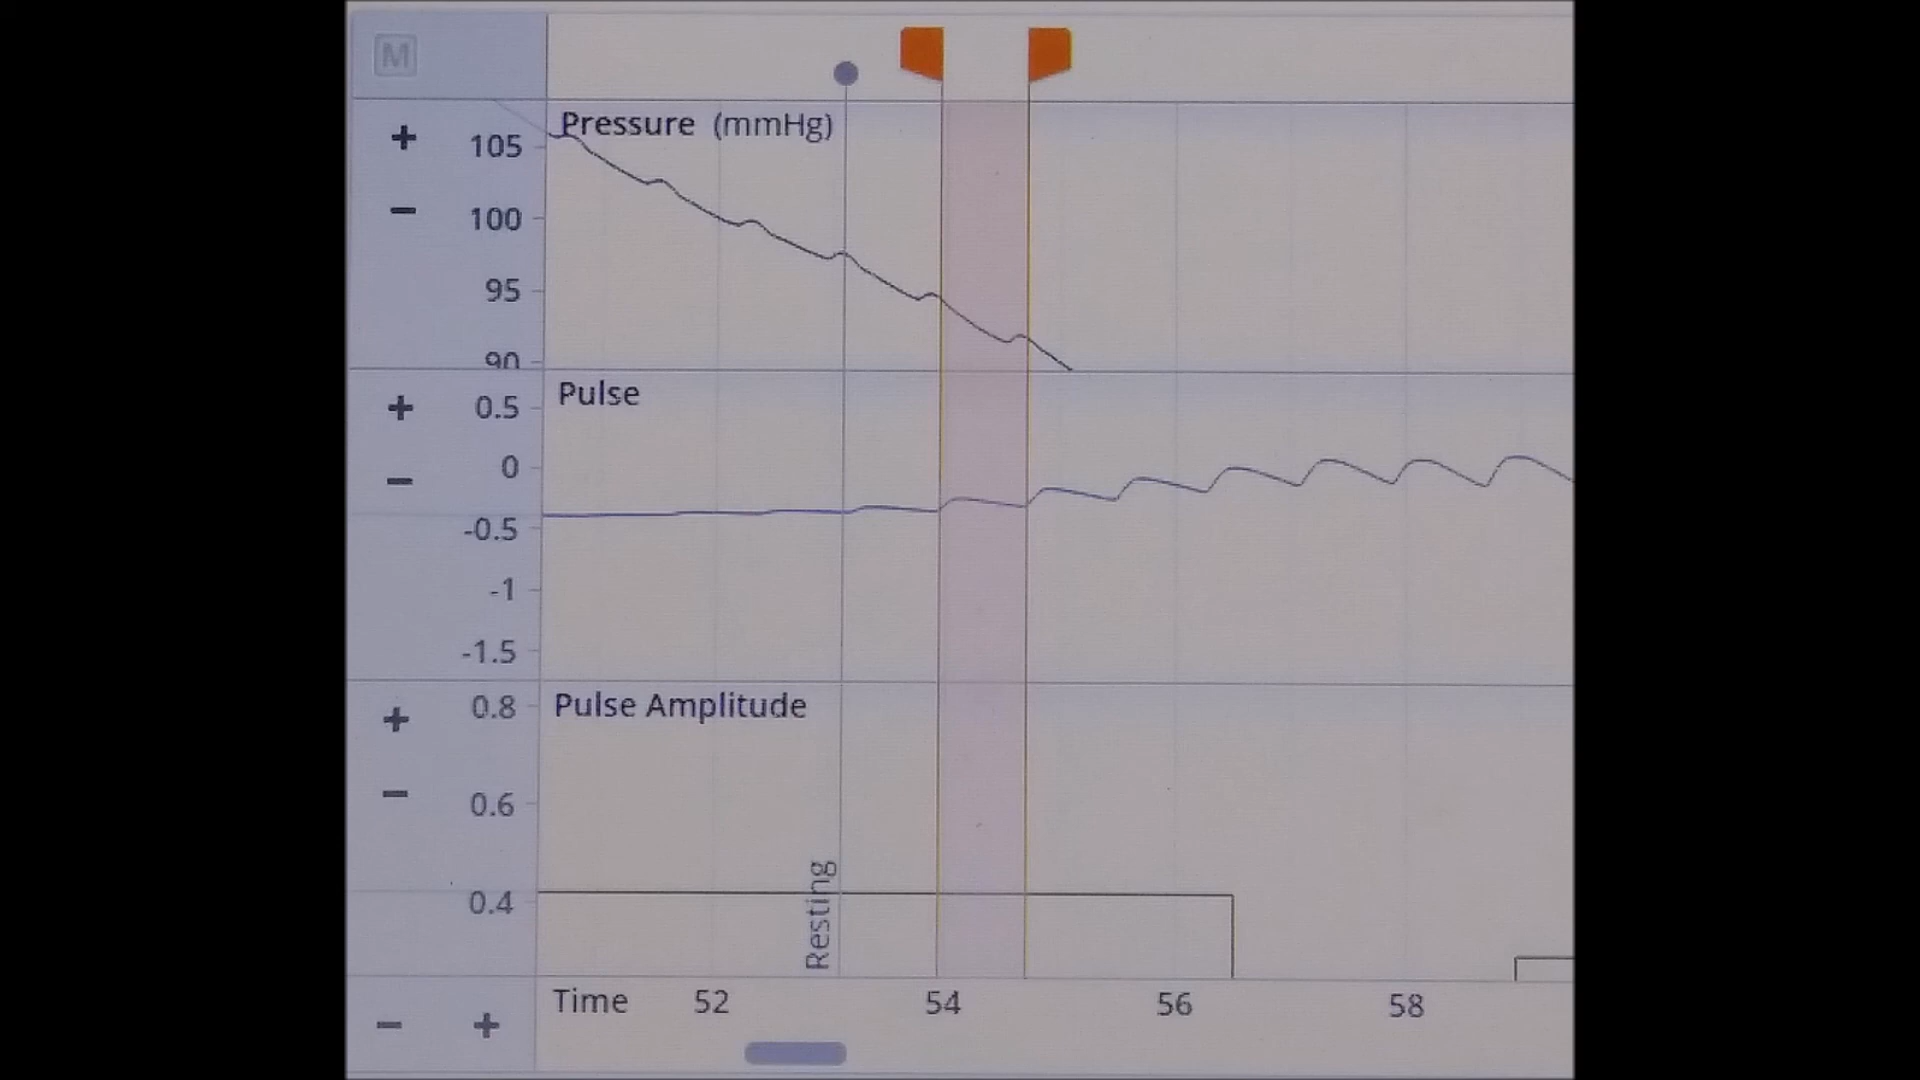 M
Pressure (mmHg)
+ 105
− 100
95
90
Pulse
+ 0.5
0
−
-0.5
-1
-1.5
Pulse Amplitude
+ 0.8
− 0.6
0.4
Resting
Time 52 54 56 58
− +